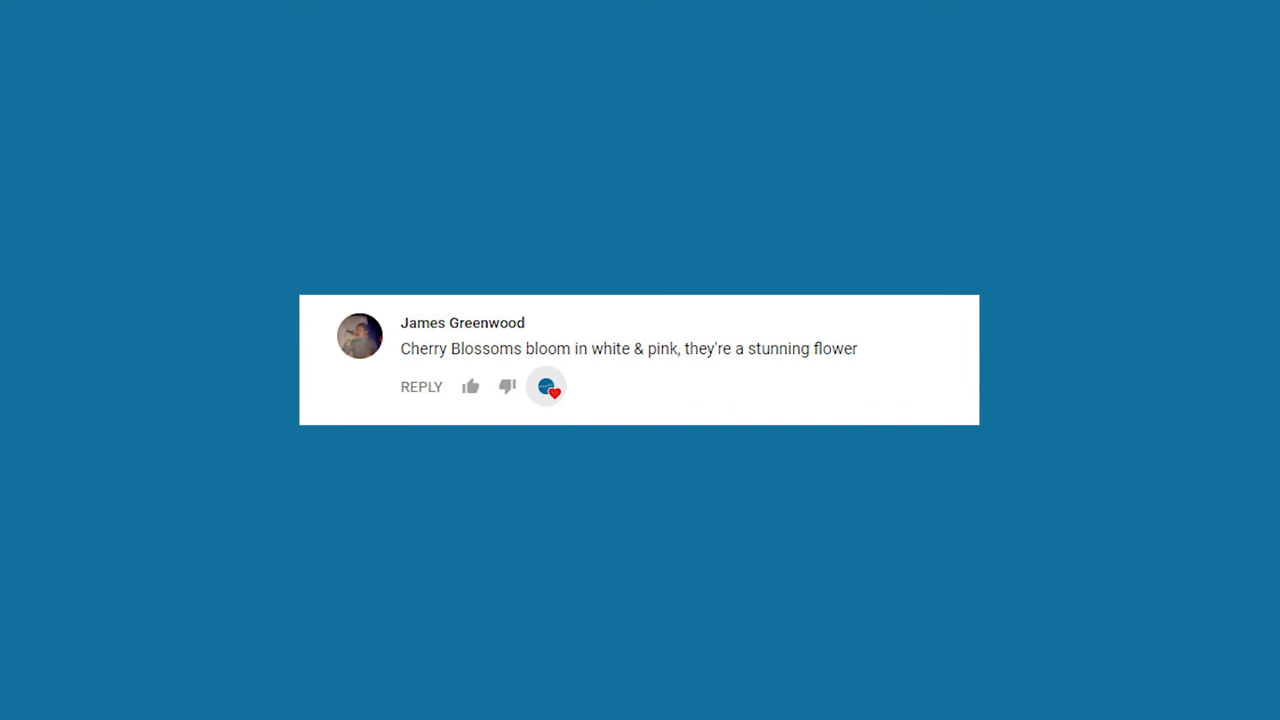 James Greenwood
Cherry Blossoms bloom in white & pink, they're a stunning flower
REPLY